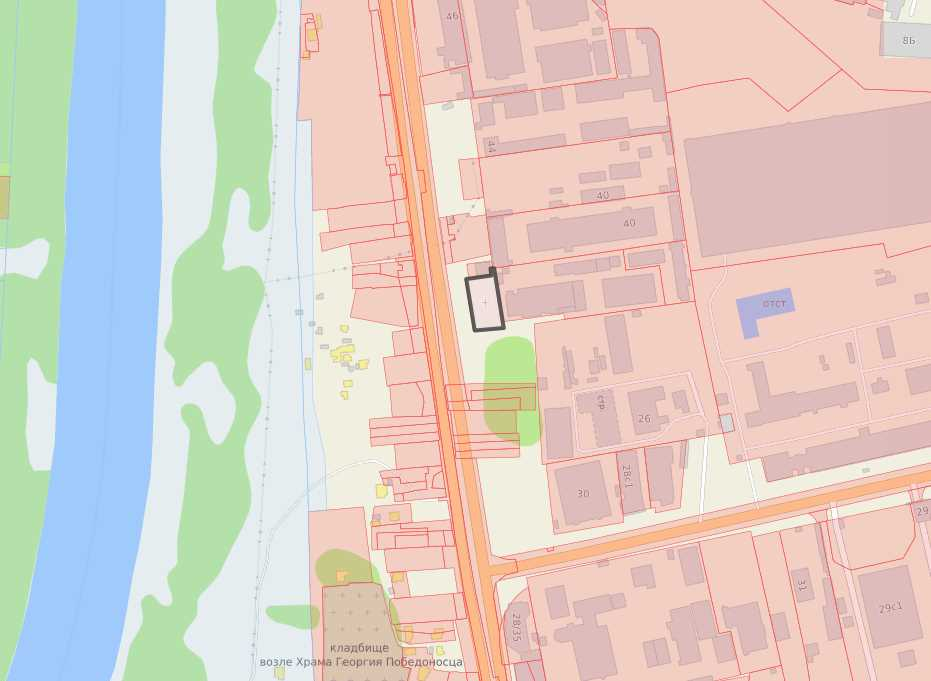 46
8Б
44
40
40
отст
стр.
26
28с1
30
29
31
29с1
28/35
кладбище
возле Храма Георгия Победоносца